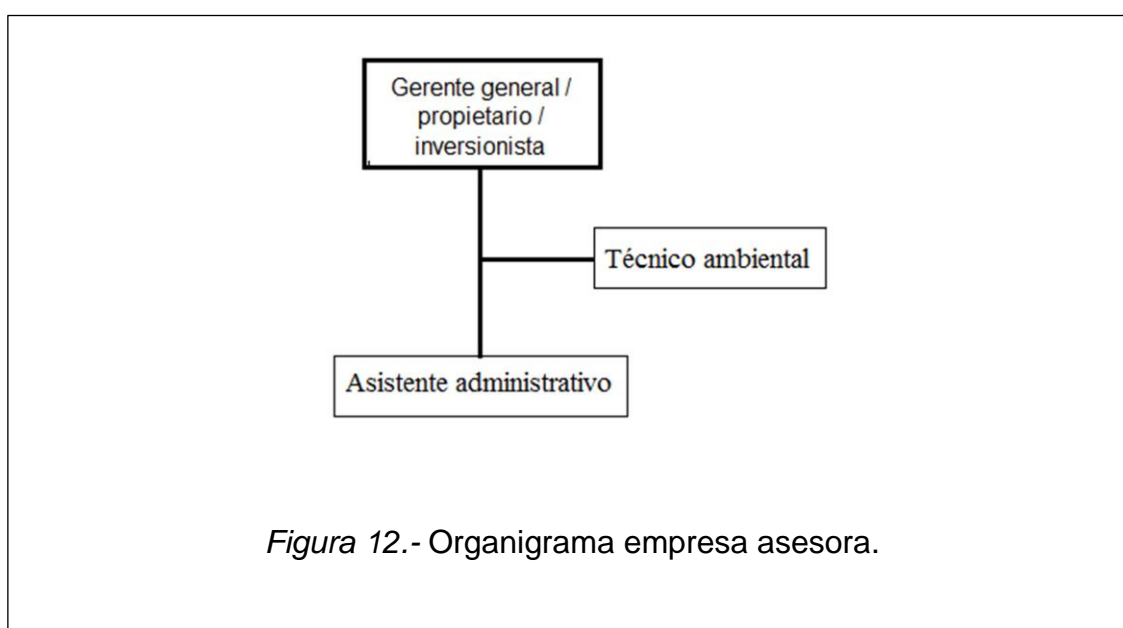 Gerente general /
propietario /
inversionista
Técnico ambiental
Asistente administrativo
Figura 12.- Organigrama empresa asesora.